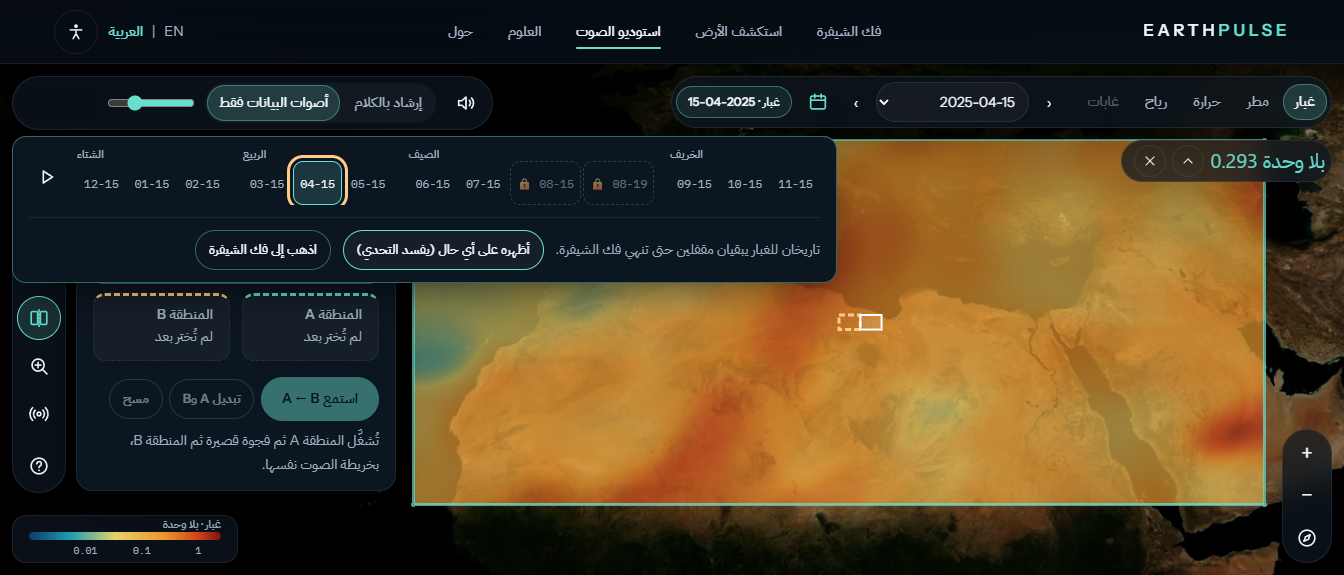 EARTHPULSE
فك الشيفرة
استكشف الأرض
استوديو الصوت
العلوم
حول
العربية | EN
غبار
مطر
حرارة
رياح
غابات
› 2025-04-15 ‹
غبار · 2025-04-15
إرشاد بالكلام
أصوات البيانات فقط
الشتاء
الربيع
الصيف
الخريف
12-15 01-15 02-15 03-15 04-15 05-15 06-15 07-15 08-15 08-19 09-15 10-15 11-15
تاريخان للغبار يبقيان مقفلين حتى تنهي فك الشيفرة.
أظهره على أي حال (يفسد التحدي)
اذهب إلى فك الشيفرة
0.293 بلا وحدة
المنطقة A
لم تُختر بعد
المنطقة B
لم تُختر بعد
استمع A ← B
تبديل A وB
مسح
تُشغَّل المنطقة A ثم فجوة قصيرة ثم المنطقة B،
بخريطة الصوت نفسها.
غبار · بلا وحدة
0.01 0.1 1
+
−